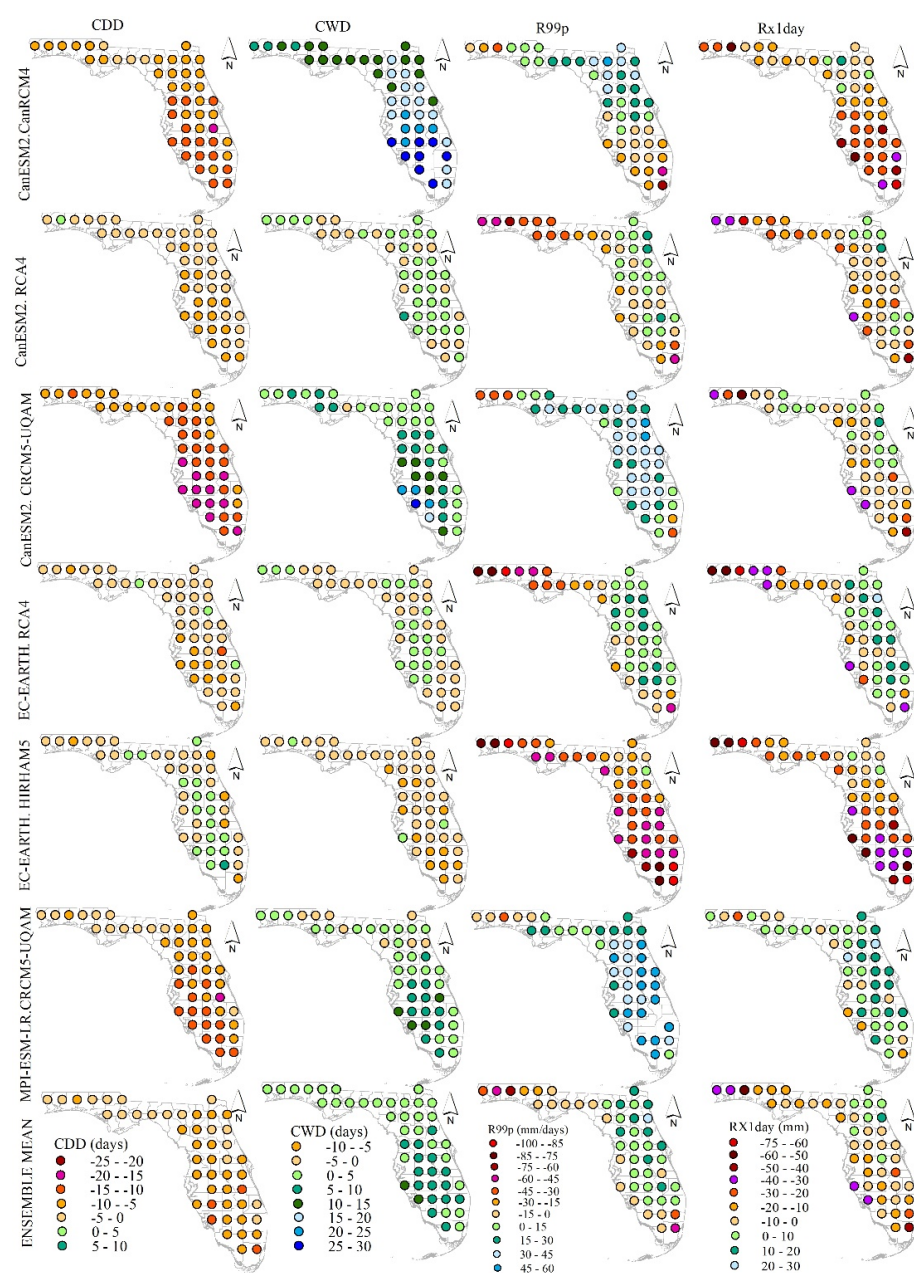 CDD CWD R99p Rx1day
CanESM2.CanRCM4
N N N N
CanESM2. RCA4
N N N N
CanESM2. CRCM5-UQAM
N N N N
EC-EARTH. RCA4
N N N N
EC-EARTH. HIRHAM5
N N N N
MPI-ESM-LR.CRCM5-UQAM
N N N N
ENSEMBLE MEAN
N N N N
CDD (days)
-25 - -20
-20 - -15
-15 - -10
-10 - -5
-5 - 0
0 - 5
5 - 10
CWD (days)
-10 - -5
-5 - 0
0 - 5
5 - 10
10 - 15
15 - 20
20 - 25
25 - 30
R99p (mm/days)
-100 - -85
-85 - -75
-75 - -60
-60 - -45
-45 - -30
-30 - -15
-15 - 0
0 - 15
15 - 30
30 - 45
45 - 60
RX1day (mm)
-75 - -60
-60 - -50
-50 - -40
-40 - -30
-30 - -20
-20 - -10
-10 - 0
0 - 10
10 - 20
20 - 30